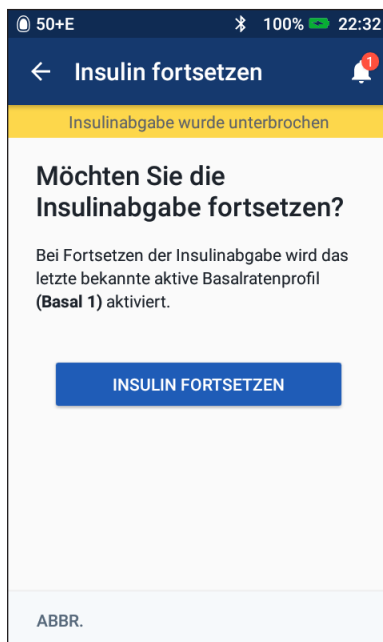 50+E 100% 22:32
Insulin fortsetzen 1
Insulinabgabe wurde unterbrochen
Möchten Sie die
Insulinabgabe fortsetzen?
Bei Fortsetzen der Insulinabgabe wird das
letzte bekannte aktive Basalratenprofil
(Basal 1) aktiviert.
INSULIN FORTSETZEN
ABBR.